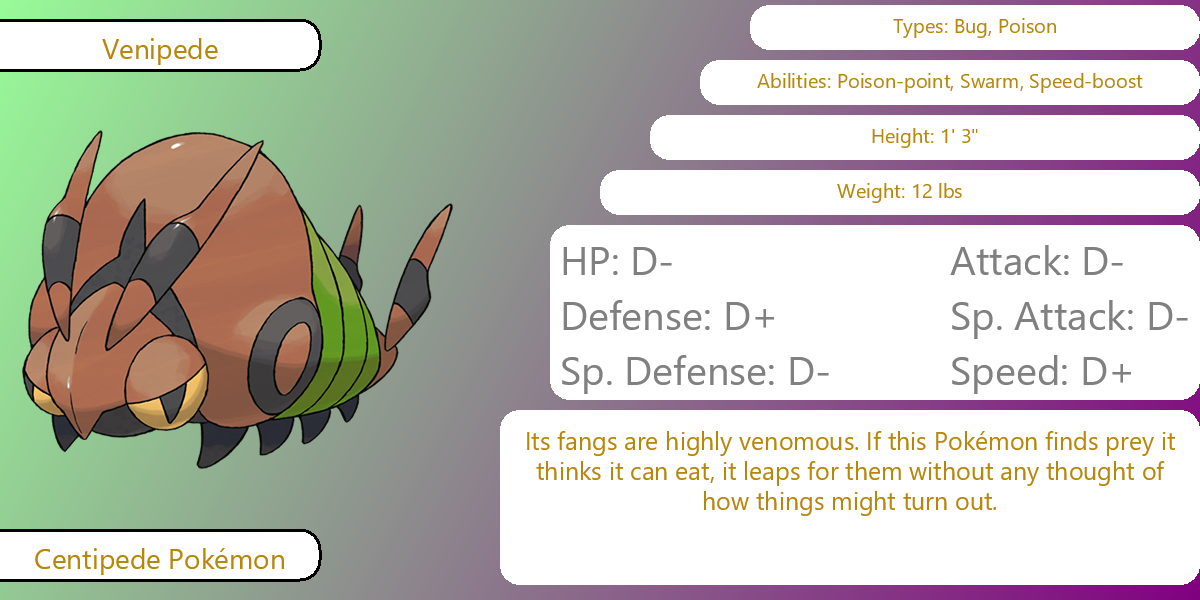 Venipede
Types: Bug, Poison
Abilities: Poison-point, Swarm, Speed-boost
Height: 1' 3"
Weight: 12 lbs
HP: D-
Attack: D-
Defense: D+
Sp. Attack: D-
Sp. Defense: D-
Speed: D+
Its fangs are highly venomous. If this Pokémon finds prey it
thinks it can eat, it leaps for them without any thought of
how things might turn out.
Centipede Pokémon